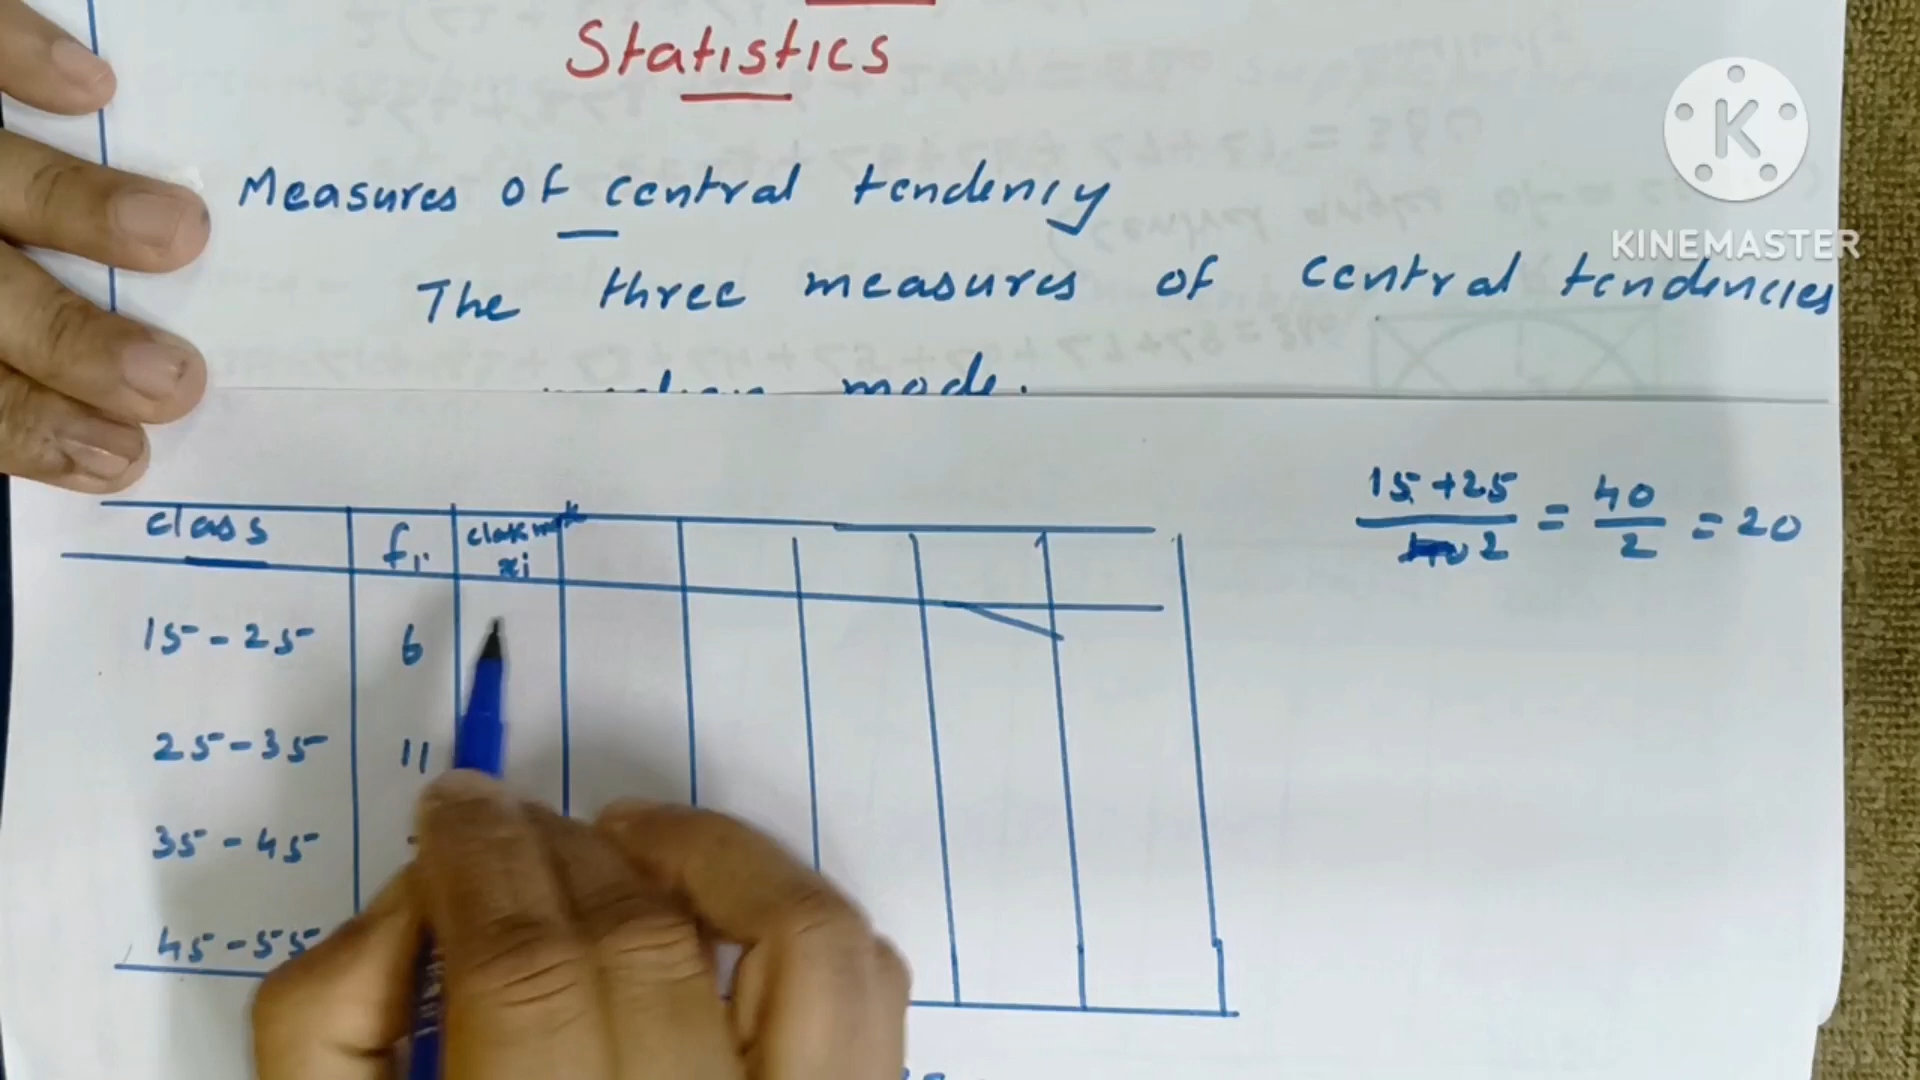 Statistics
Measures of central tendency
The three measures of central tendencies
mode.
class fi class mark xi
15 - 25 6
25 - 35 11
35 - 45
45 - 55
15 + 25 / 2 = 40 / 2 = 20
K
KINEMASTER